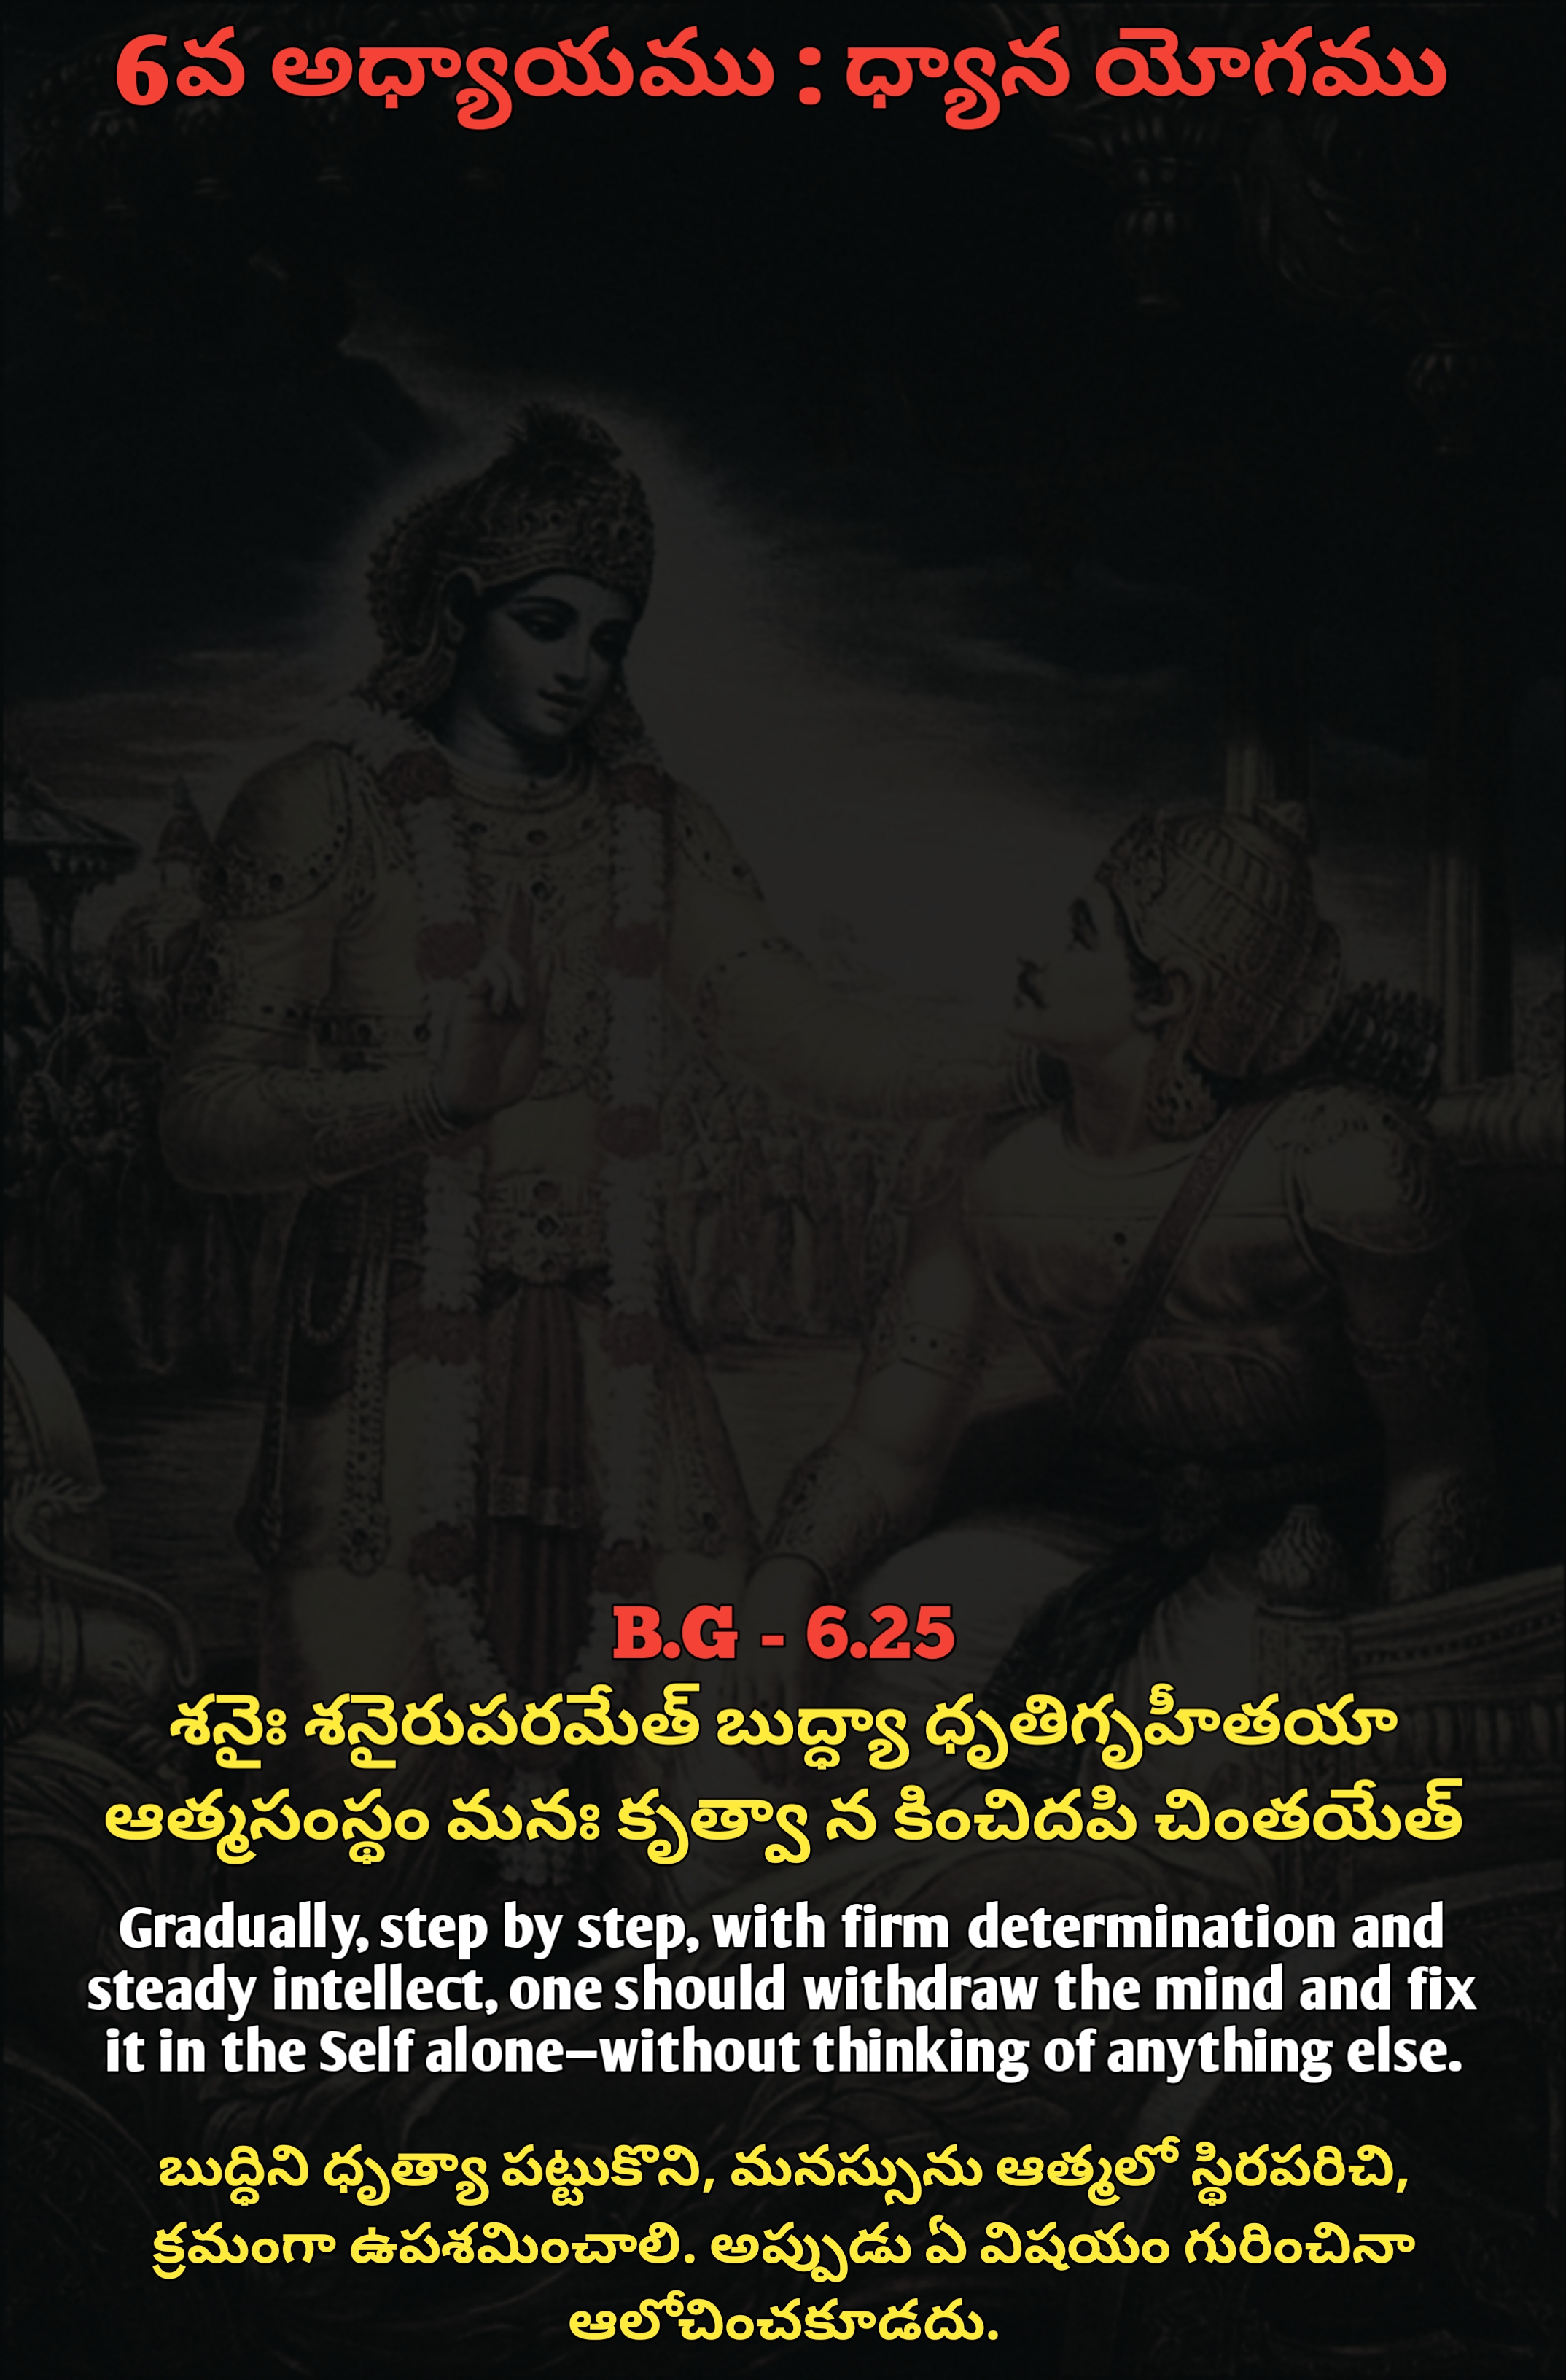 6వ అధ్యాయము : ధ్యాన యోగము
B.G - 6.25
శనైః శనైరుపరమేత్ బుద్ధ్యా ధృతిగృహీతయా
ఆత్మసంస్థం మనః కృత్వా న కించిదపి చింతయేత్
Gradually, step by step, with firm determination and
steady intellect, one should withdraw the mind and fix
it in the Self alone—without thinking of anything else.
బుద్ధిని ధృత్యా పట్టుకొని, మనస్సును ఆత్మలో స్థిరపరిచి,
క్రమంగా ఉపశమించాలి. అప్పుడు ఏ విషయం గురించినా
ఆలోచించకూడదు.